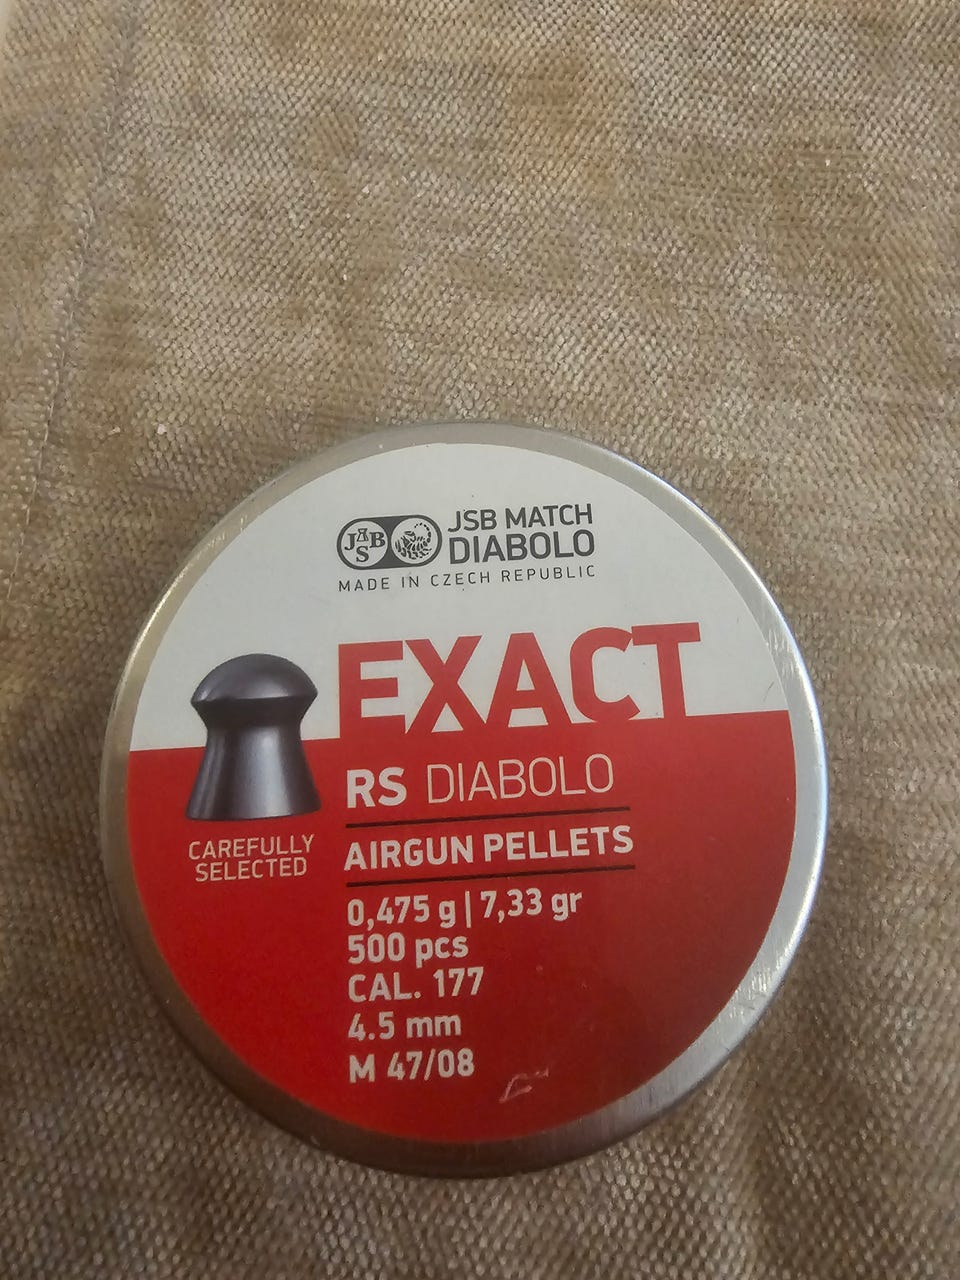 JSB
JSB MATCH
DIABOLO
MADE IN CZECH REPUBLIC
EXACT
RS DIABOLO
AIRGUN PELLETS
CAREFULLY
SELECTED
0,475 g | 7,33 gr
500 pcs
CAL. 177
4.5 mm
M 47/08